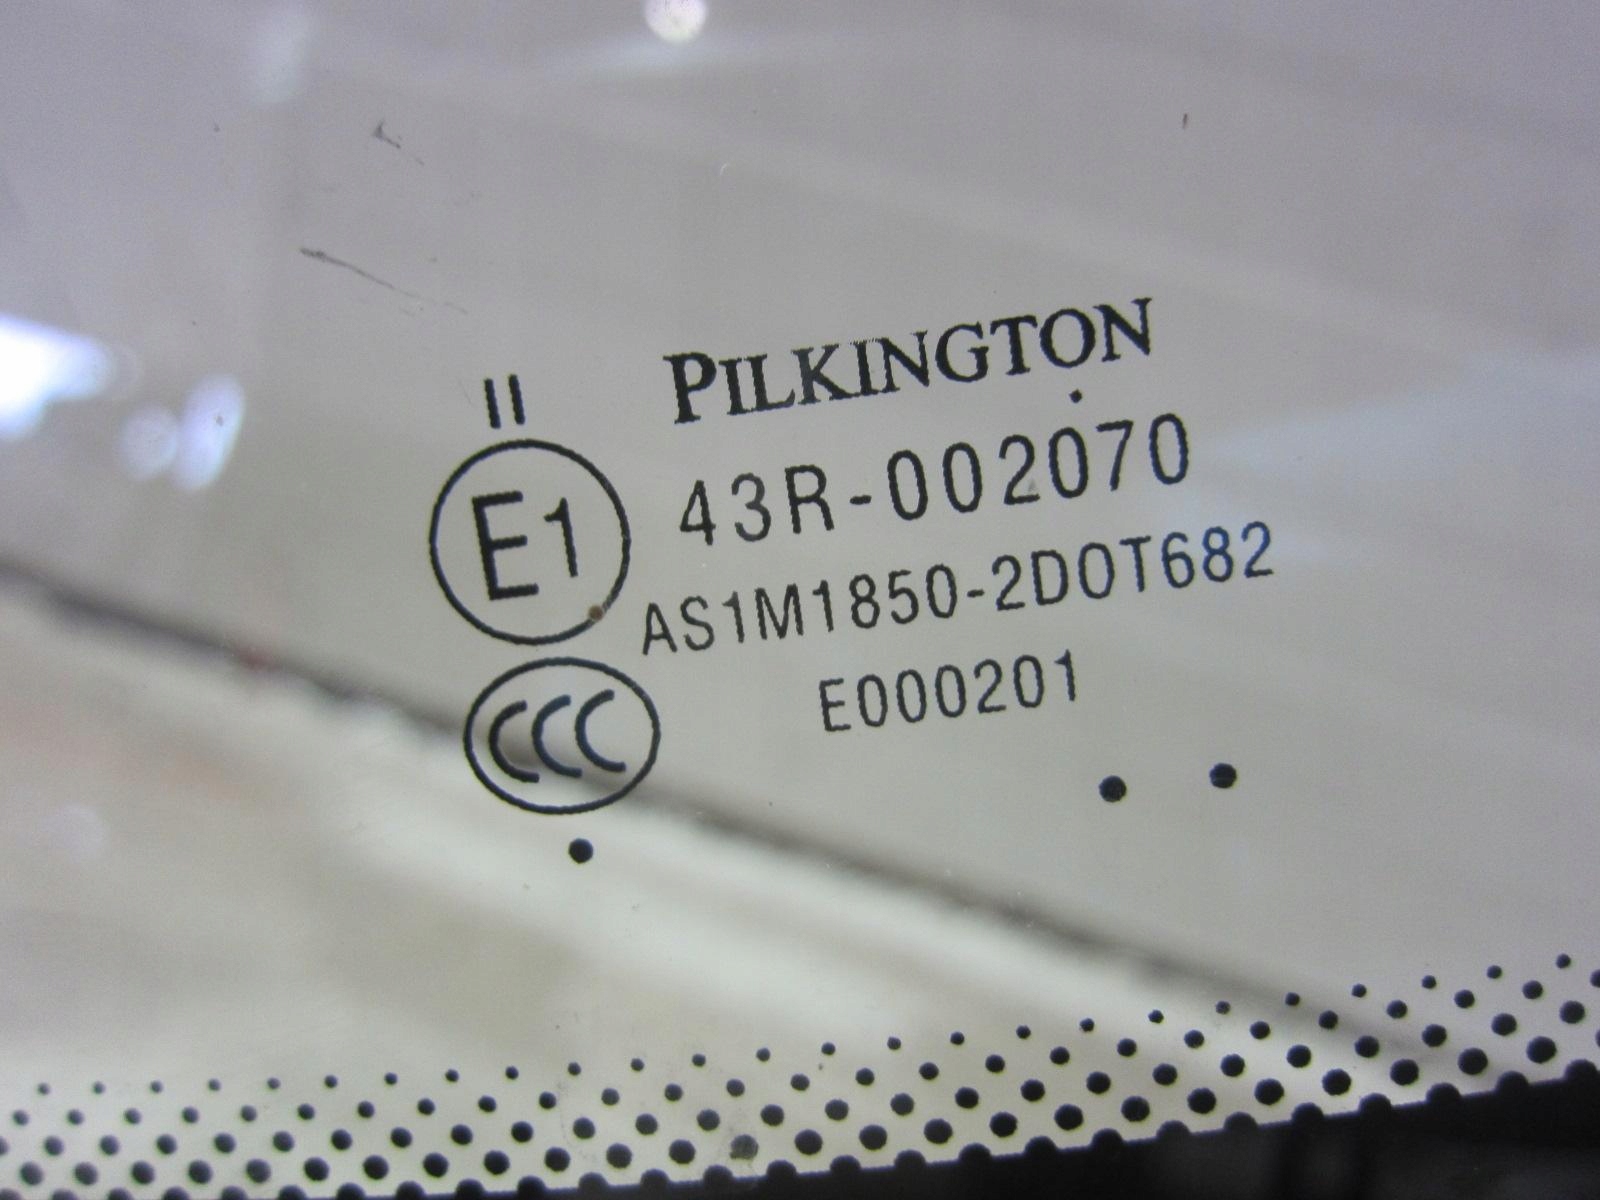 II
PILKINGTON
E1
43R-002070
AS1M1850-2DOT682
E000201
CCC